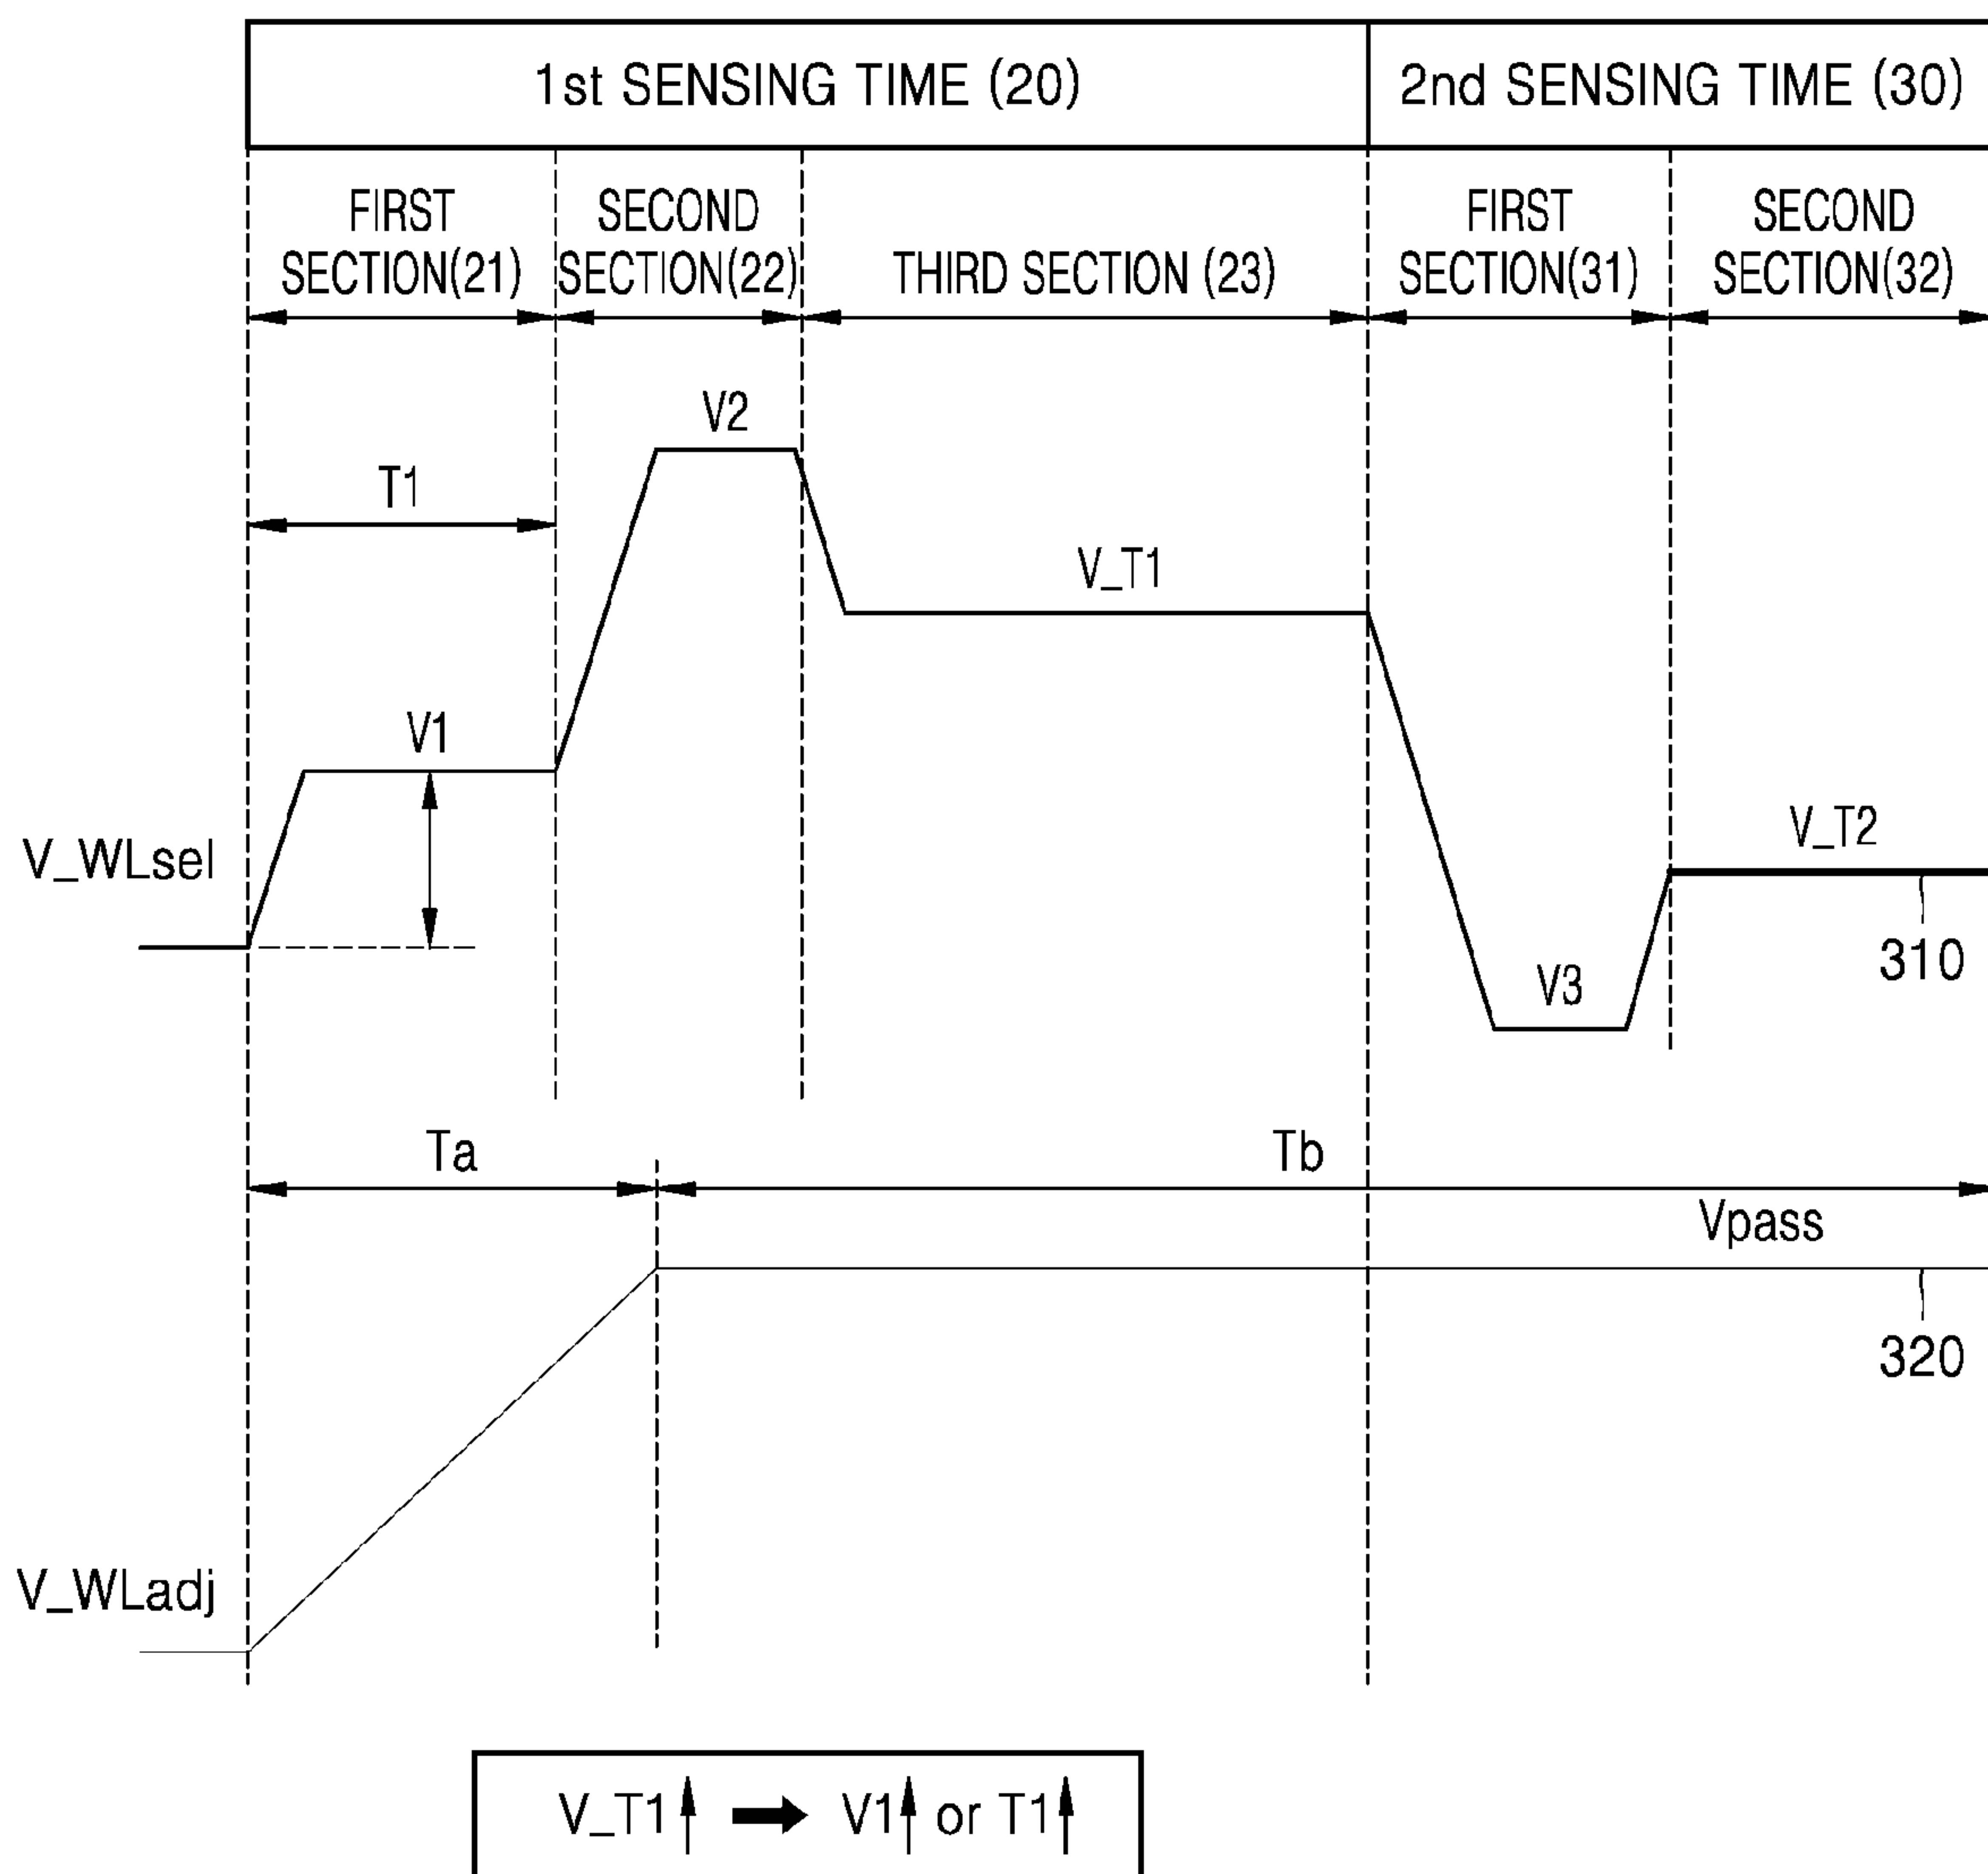 1st SENSING TIME (20)
2nd SENSING TIME (30)
FIRST
SECTION(21)
SECOND
SECTION(22)
THIRD SECTION (23)
FIRST
SECTION(31)
SECOND
SECTION(32)
V2
T1
V_T1
V1
V_WLsel
V_T2
310
V3
Ta
Tb
Vpass
320
V_WLadj
V_T1↑ ➡ V1↑ or T1↑